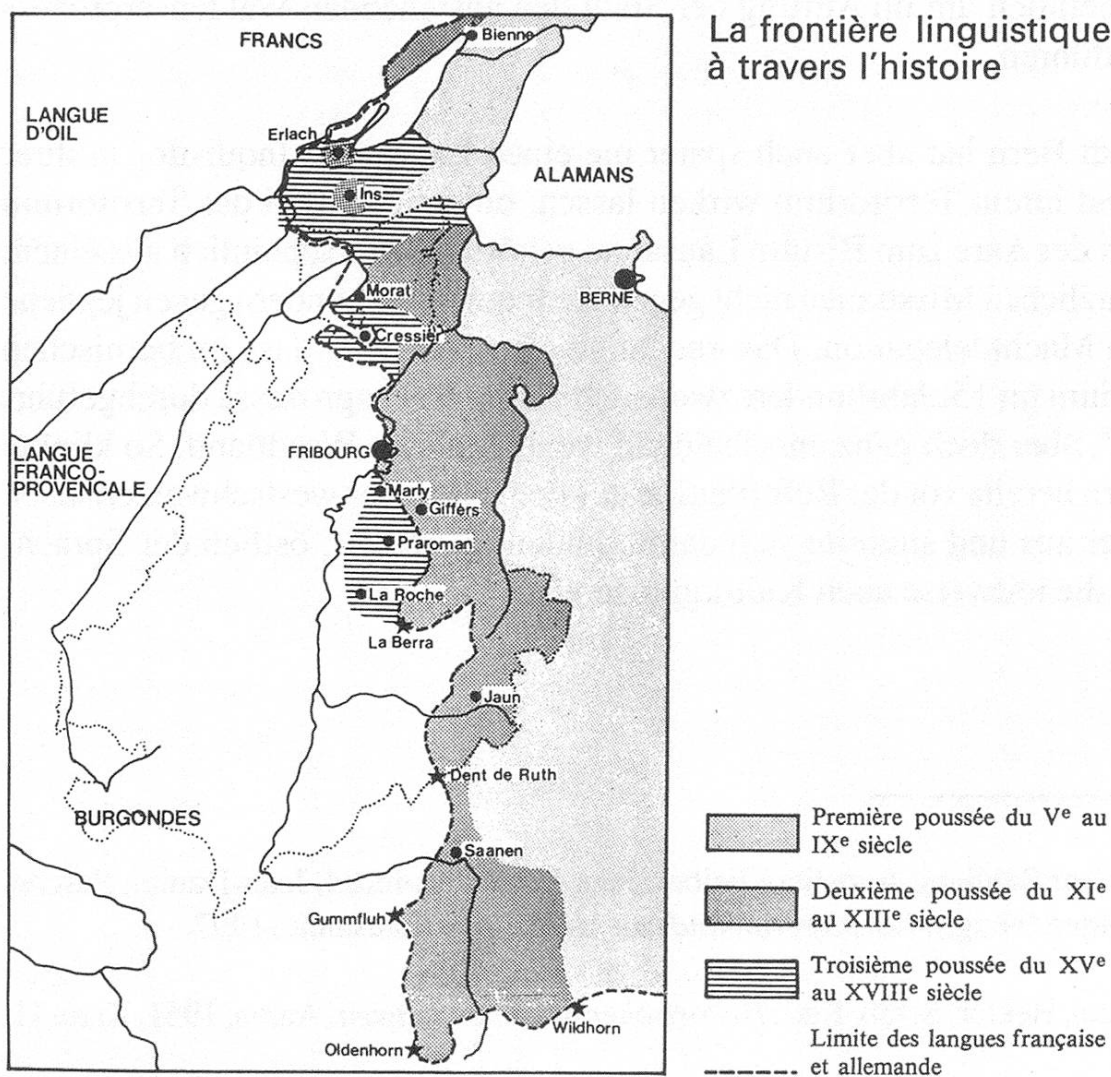 La frontière linguistique
à travers l'histoire
FRANCS
Bienne
LANGUE
D'OIL
Erlach
Ins
ALAMANS
BERNE
Morat
Cressier
FRIBOURG
LANGUE
FRANCO-
PROVENCALE
Marly
Giffers
Praroman
La Roche
La Berra
Jaun
Dent de Ruth
BURGONDES
Saanen
Gummfluh
Wildhorn
Oldenhorn
Première poussée du Ve au
IXe siècle
Deuxième poussée du XIe
au XIIIe siècle
Troisième poussée du XVe
au XVIIIe siècle
Limite des langues française
et allemande